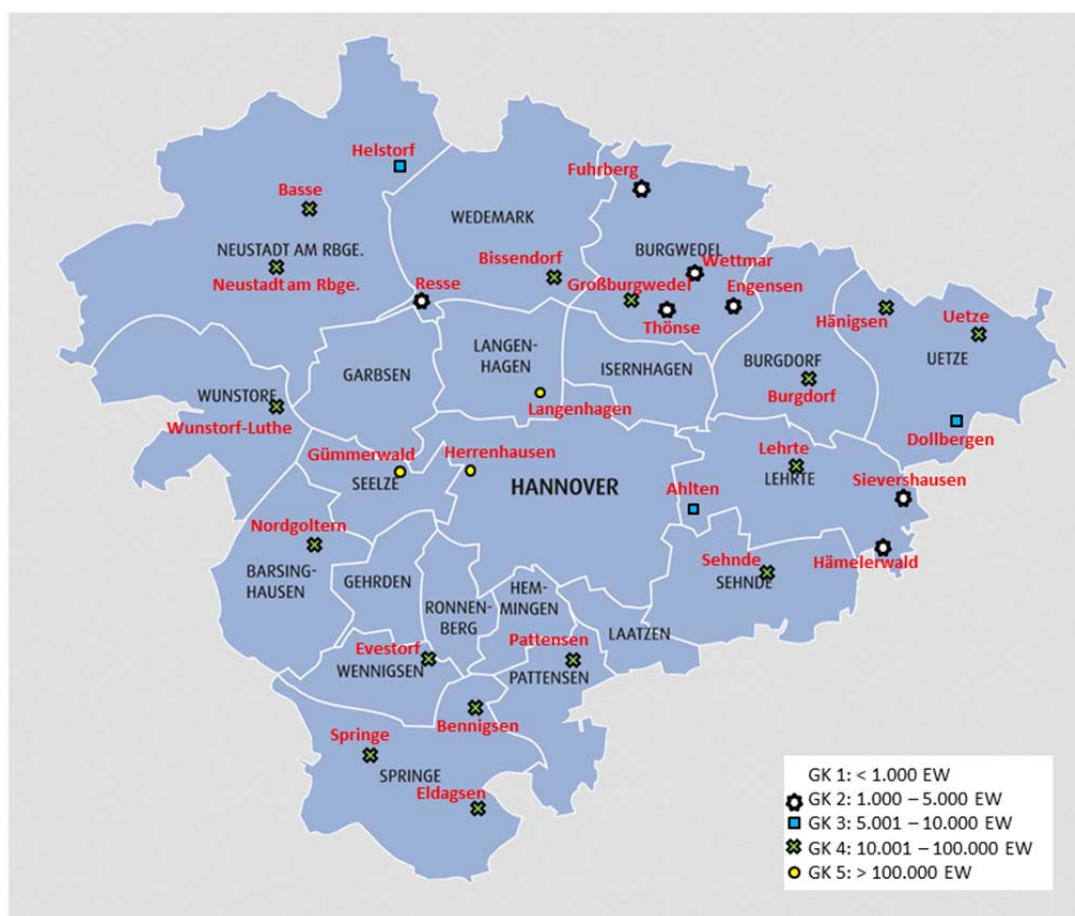 Helstorf
Fuhrberg
Basse
WEDEMARK
NEUSTADT AM RBGE.
BURGWEDEL
Wettmar
Bissendorf
Neustadt am Rbge.
Resse
Großburgwedel
Engensen
Thönse
Hänigsen
Uetze
LANGEN-
HAGEN
GARBSEN
ISERNHAGEN
BURGDORF
UETZE
WUNSTORF
Burgdorf
Langenhagen
Wunstorf-Luthe
Dollbergen
Gümmerwald
Herrenhausen
Lehrte
SEELZE
HANNOVER
LEHRTE
Sievershausen
Ahlten
Nordgoltern
Sehnde
Hämelerwald
BARSING-
HAUSEN
GEHRDEN
SEHNDE
RONNEN-
BERG
HEM-
MINGEN
LAATZEN
Evestorf
Pattensen
WENNIGSEN
PATTENSEN
Bennigsen
Springe
SPRINGE
Eldagsen
GK 1: < 1.000 EW
GK 2: 1.000 – 5.000 EW
GK 3: 5.001 – 10.000 EW
GK 4: 10.001 – 100.000 EW
GK 5: > 100.000 EW